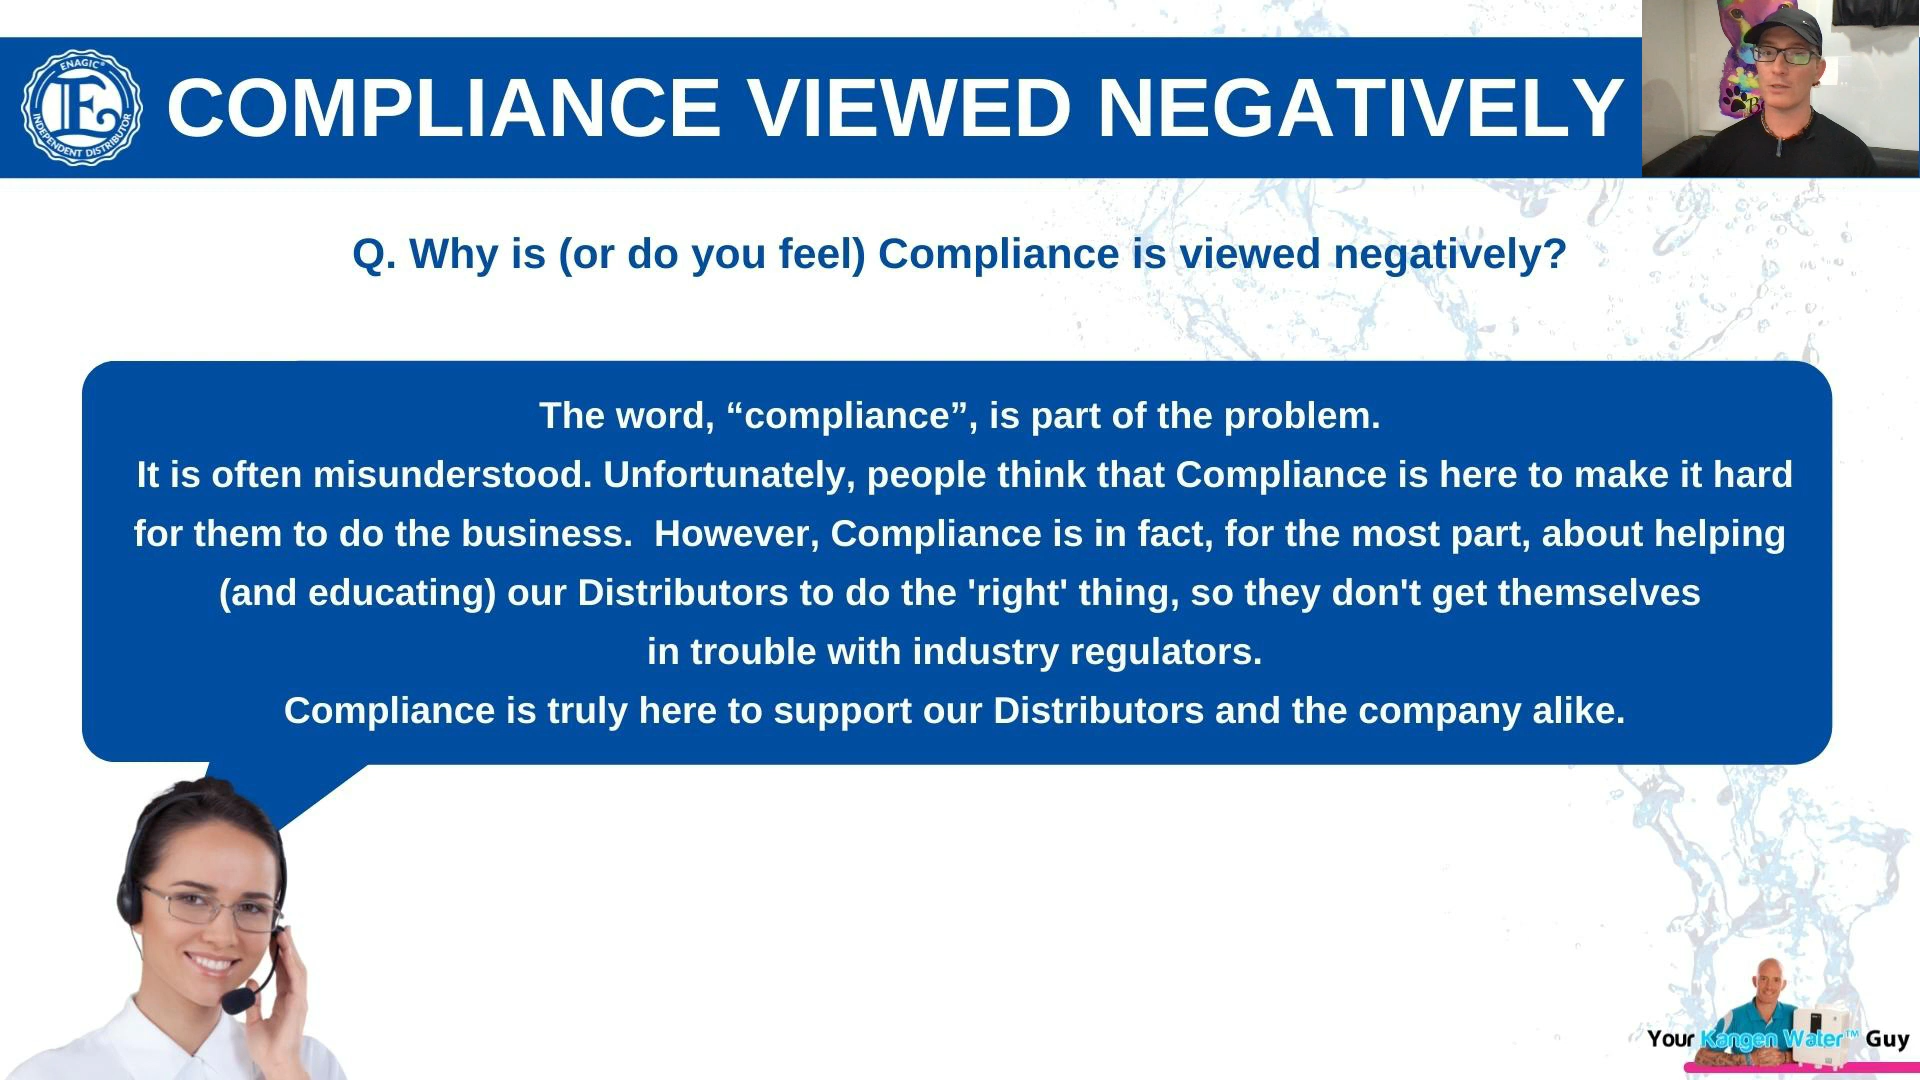 ENAGIC®
E
INDEPENDENT DISTRIBUTOR
COMPLIANCE VIEWED NEGATIVELY
Q. Why is (or do you feel) Compliance is viewed negatively?
The word, “compliance”, is part of the problem.
It is often misunderstood. Unfortunately, people think that Compliance is here to make it hard
for them to do the business.  However, Compliance is in fact, for the most part, about helping
(and educating) our Distributors to do the 'right' thing, so they don't get themselves
in trouble with industry regulators.
Compliance is truly here to support our Distributors and the company alike.
Your Kangen Water™ Guy